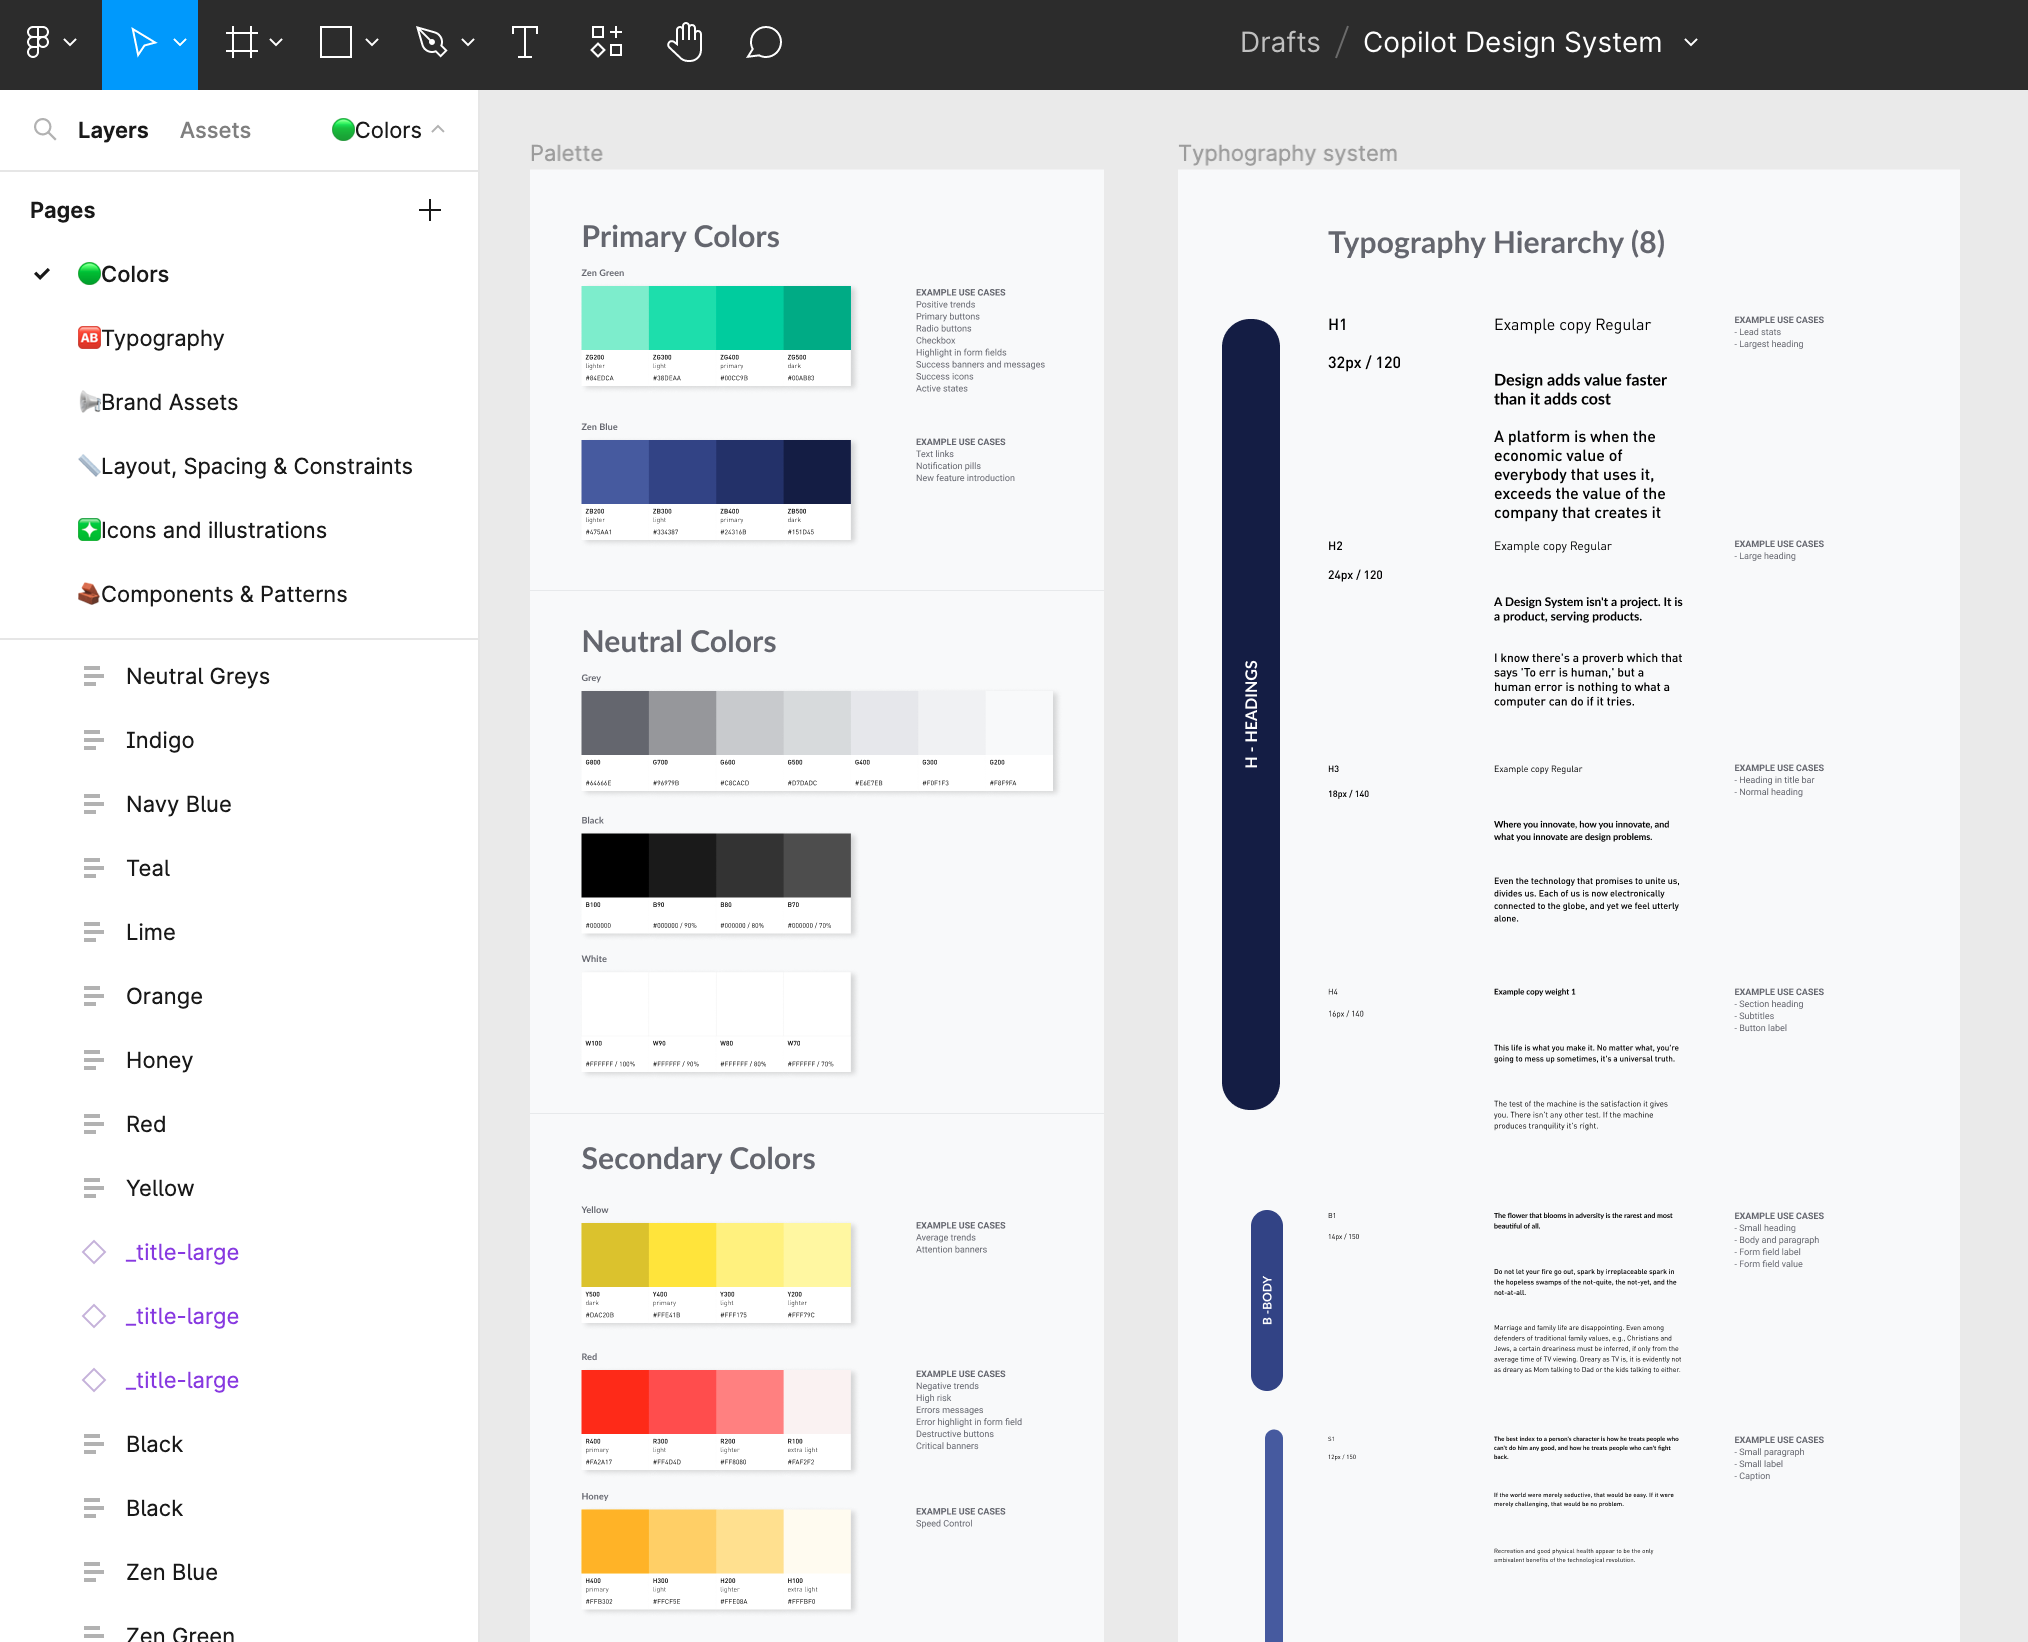 Drafts / Copilot Design System
Layers
Assets
Colors
Pages
Colors
Typography
Brand Assets
Layout, Spacing & Constraints
Icons and illustrations
Components & Patterns
Neutral Greys
Indigo
Navy Blue
Teal
Lime
Orange
Honey
Red
Yellow
_title-large
_title-large
_title-large
Black
Black
Zen Blue
Zen Green
Palette
Primary Colors
Zen Green
ZG200 ZG300 ZG400 ZG500
lighter light primary dark
#84EDCA #38DEAA #00CC9B #00AB83
EXAMPLE USE CASES
Positive trends
Primary buttons
Radio buttons
Checkbox
Highlight in form fields
Success banners and messages
Success icons
Active states
Zen Blue
ZB200 ZB300 ZB400 ZB500
lighter light primary dark
#475AA1 #334387 #24316B #151D45
EXAMPLE USE CASES
Text links
Notification pills
New feature introduction
Neutral Colors
Grey
G800 G700 G600 G500 G400 G300 G200
#64666E #96979B #C8CACD #D7DADC #E6E7EB #F0F1F3 #F8F9FA
Black
B100 B90 B80 B70
#000000 #000000 / 90% #000000 / 80% #000000 / 70%
White
W100 W90 W80 W70
#FFFFFF / 100% #FFFFFF / 90% #FFFFFF / 80% #FFFFFF / 70%
Secondary Colors
Yellow
Y500 Y400 Y300 Y200
dark primary light lighter
#DAC20B #FFE41B #FFF175 #FFF79C
EXAMPLE USE CASES
Average trends
Attention banners
Red
R400 R300 R200 R100
primary light lighter extra light
#FA2A17 #FF4D4D #FF8080 #FAF2F2
EXAMPLE USE CASES
Negative trends
High risk
Errors messages
Error highlight in form field
Destructive buttons
Critical banners
Honey
H400 H300 H200 H100
primary light lighter extra light
#FFB302 #FFCF5E #FFE08A #FFFBF0
EXAMPLE USE CASES
Speed Control
Typhography system
Typography Hierarchy (8)
H - HEADINGS
H1
32px / 120
Example copy Regular
Design adds value faster
than it adds cost
A platform is when the
economic value of
everybody that uses it,
exceeds the value of the
company that creates it
EXAMPLE USE CASES
- Lead stats
- Largest heading
H2
24px / 120
Example copy Regular
A Design System isn't a project. It is
a product, serving products.
I know there's a proverb which that
says 'To err is human,' but a
human error is nothing to what a
computer can do if it tries.
EXAMPLE USE CASES
- Large heading
H3
18px / 140
Example copy Regular
Where you innovate, how you innovate, and
what you innovate are design problems.
Even the technology that promises to unite us,
divides us. Each of us is now electronically
connected to the globe, and yet we feel utterly
alone.
EXAMPLE USE CASES
- Heading in title bar
- Normal heading
H4
16px / 140
Example copy weight 1
This life is what you make it. No matter what, you're
going to mess up sometimes, it's a universal truth.
The test of the machine is the satisfaction it gives
you. There isn't any other test. If the machine
produces tranquility it's right.
EXAMPLE USE CASES
- Section heading
- Subtitles
- Button label
B -BODY
B1
14px / 150
The flower that blooms in adversity is the rarest and most
beautiful of all.
Do not let your fire go out, spark by irreplaceable spark in
the hopeless swamps of the not-quite, the not-yet, and the
not-at-all.
Marriage and family life are disappointing. Even among
defenders of traditional family values, e.g., Christians and
Jews, a certain dreariness must be inferred, if only from the
average time of TV viewing. Dreary as TV is, it is evidently not
as dreary as Mom talking to Dad or the kids talking to either.
EXAMPLE USE CASES
- Small heading
- Body and paragraph
- Form field label
- Form field value
S1
12px / 150
The best index to a person's character is how he treats people who
can't do him any good, and how he treats people who can't fight
back.
If the world were merely seductive, that would be easy. If it were
merely challenging, that would be no problem.
Recreation and good physical health appear to be the only
ambivalent benefits of the technological revolution.
EXAMPLE USE CASES
- Small paragraph
- Small label
- Caption